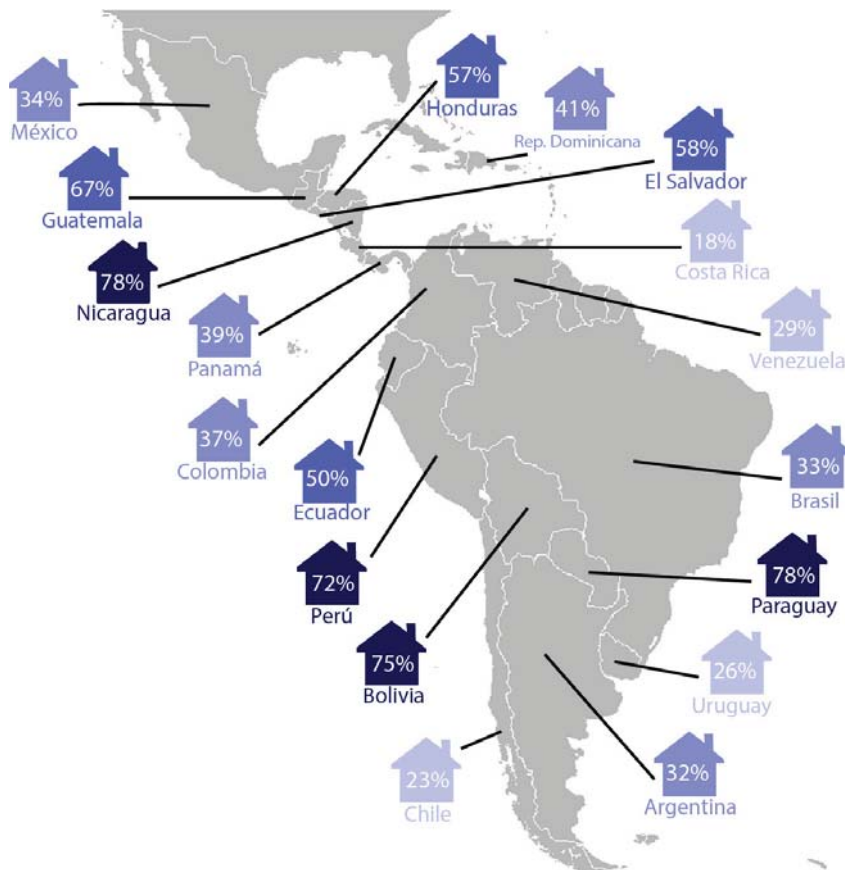 57%
Honduras
34%
México
41%
Rep. Dominicana
58%
El Salvador
67%
Guatemala
18%
Costa Rica
78%
Nicaragua
39%
Panamá
29%
Venezuela
37%
Colombia
50%
Ecuador
33%
Brasil
72%
Perú
78%
Paraguay
75%
Bolivia
26%
Uruguay
23%
Chile
32%
Argentina